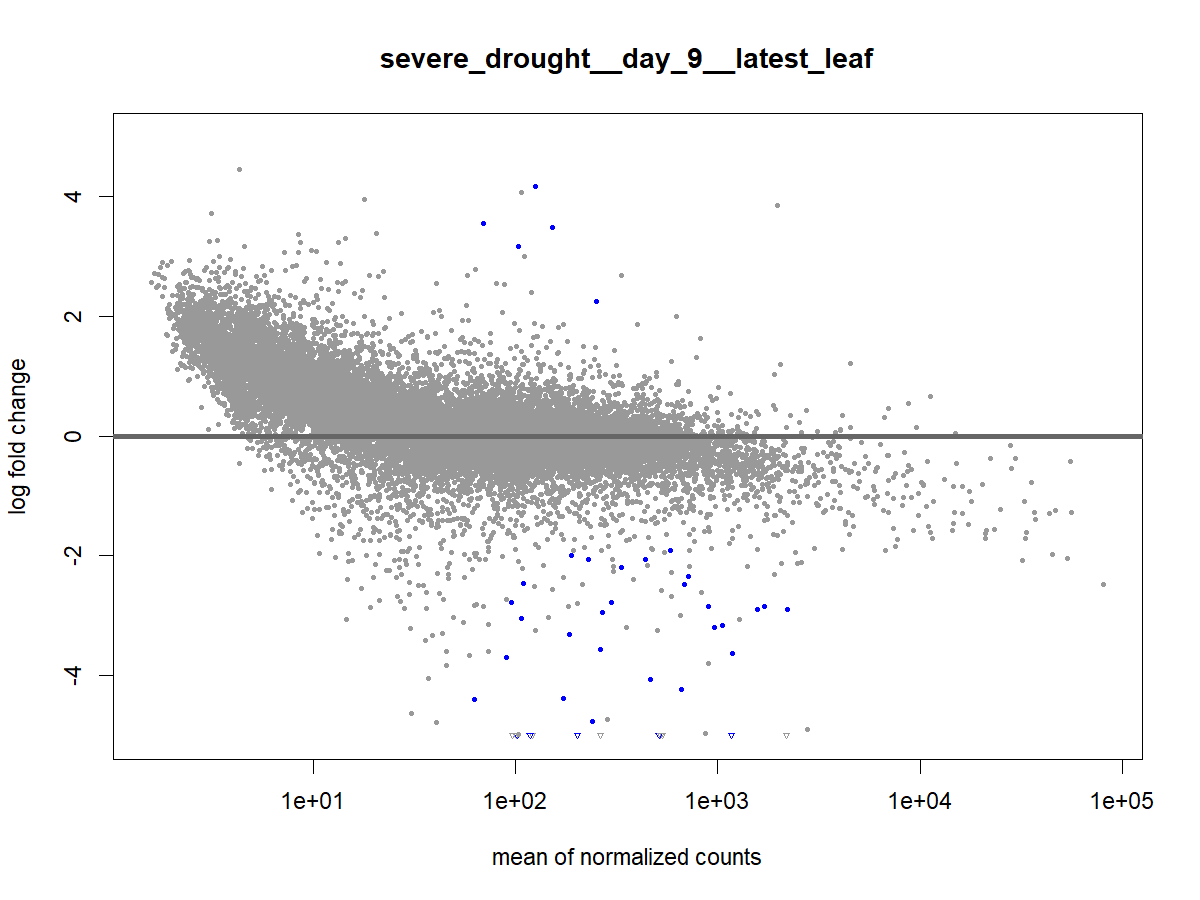 severe_drought__day_9__latest_leaf
log fold change
4
2
0
-2
-4
1e+01 1e+02 1e+03 1e+04 1e+05
mean of normalized counts